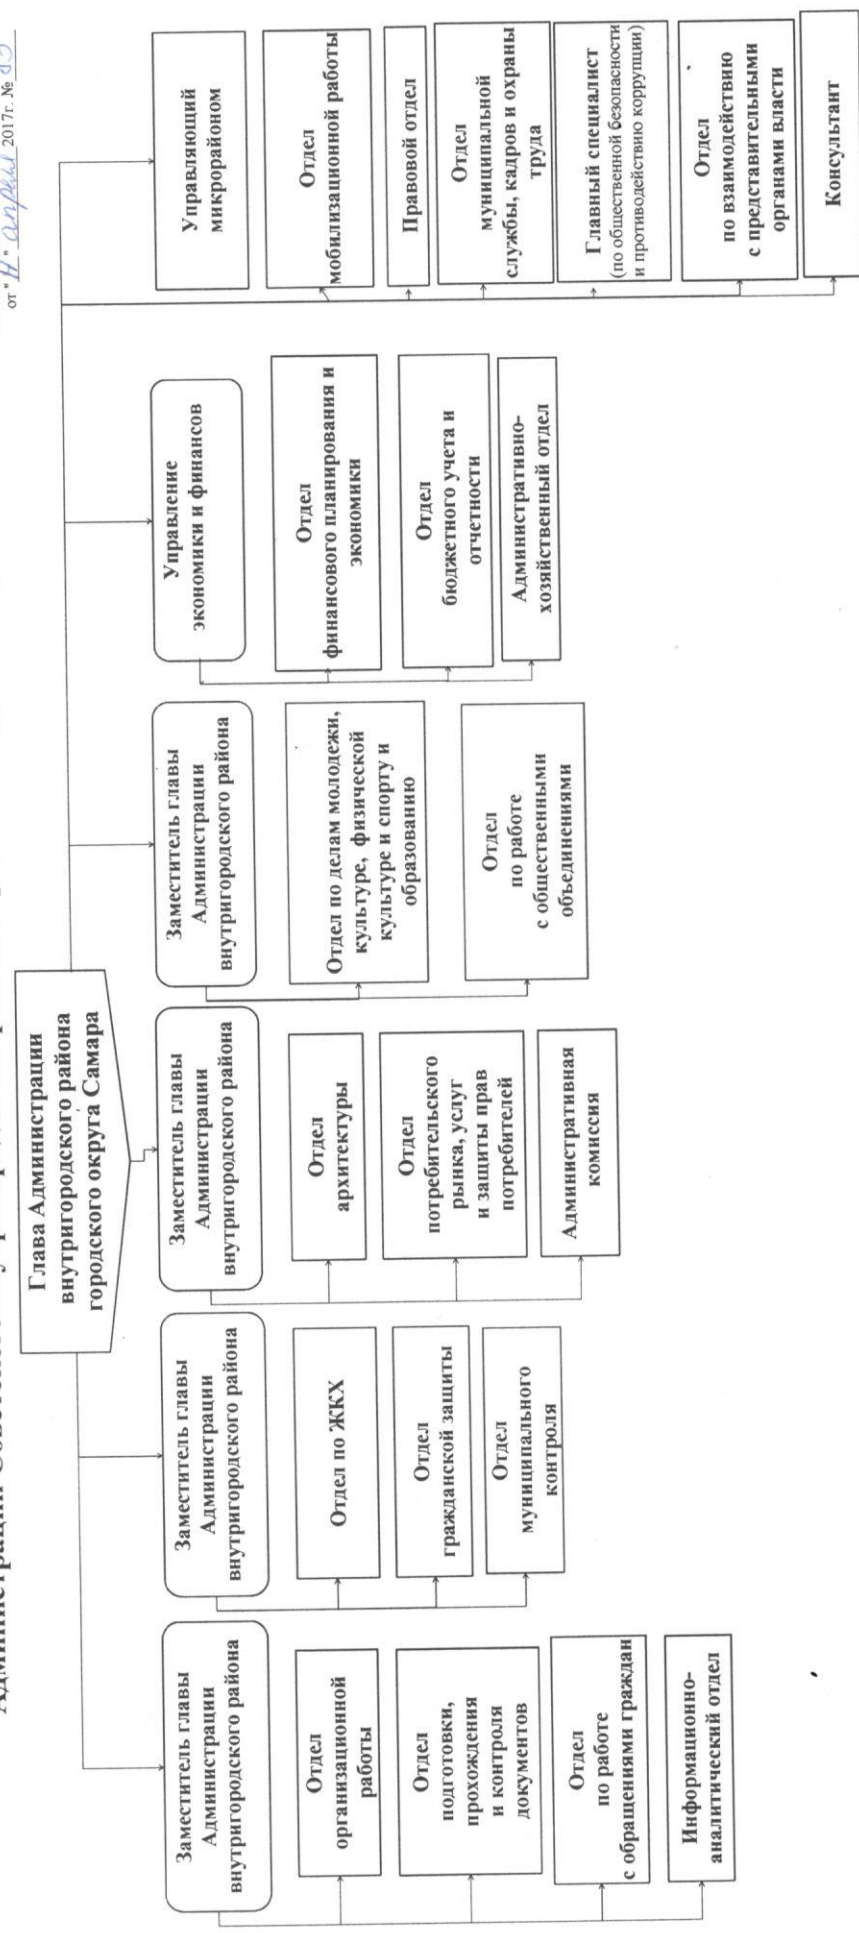 от "
апреля 2017г. №
Глава Администрации
внутригородского района
городского округа Самара
Заместитель главы
Администрации
внутригородского района
Отдел
организационной
работы
Отдел
подготовки,
прохождения
и контроля
документов
Отдел
по работе
с обращениями граждан
Информационно-
аналитический отдел
Заместитель главы
Администрации
внутригородского района
Отдел по ЖКХ
Отдел
гражданской защиты
Отдел
муниципального
контроля
Заместитель главы
Администрации
внутригородского района
Отдел
архитектуры
Отдел
потребительского
рынка, услуг
и защиты прав
потребителей
Административная
комиссия
Заместитель главы
Администрации
внутригородского района
Отдел по делам молодежи,
культуре, физической
культуре и спорту и
образованию
Отдел
по работе
с общественными
объединениями
Управление
экономики и финансов
Отдел
финансового планирования и
экономики
Отдел
бюджетного учета и
отчетности
Административно-
хозяйственный отдел
Управляющий
микрорайоном
Отдел
мобилизационной работы
Правовой отдел
Отдел
муниципальной
службы, кадров и охраны
труда
Главный специалист
(по общественной безопасности
и противодействию коррупции)
Отдел
по взаимодействию
с представительными
органами власти
Консультант